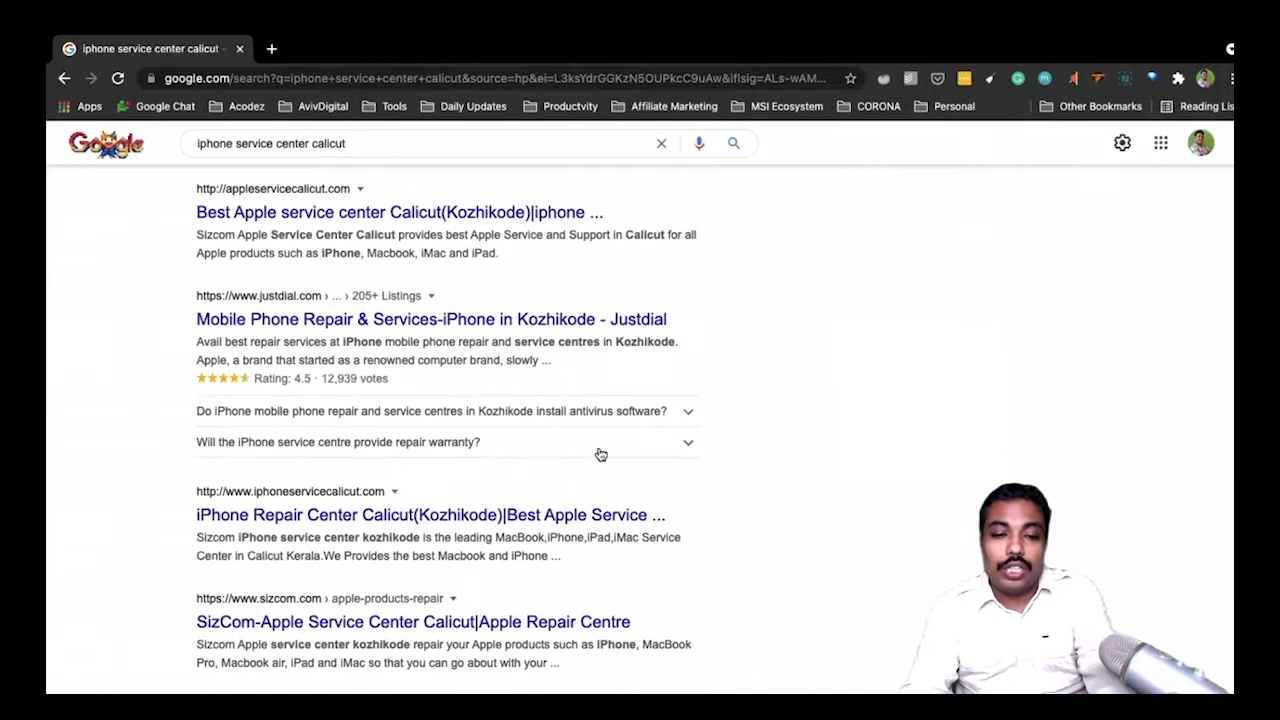 iphone service center calicut -
google.com/search?q=iphone+service+center+calicut&source=hp&ei=L3ksYdrGGKzN5OUPkcC9uAw&iflsig=ALs-wAM...
Apps Google Chat Acodez AvivDigital Tools Daily Updates Productvity Affiliate Marketing MSI Ecosystem CORONA Personal Other Bookmarks Reading Lis
Google
iphone service center calicut
http://appleservicecalicut.com
Best Apple service center Calicut(Kozhikode)|iphone ...
Sizcom Apple Service Center Calicut provides best Apple Service and Support in Calicut for all
Apple products such as iPhone, Macbook, iMac and iPad.
https://www.justdial.com › ... › 205+ Listings
Mobile Phone Repair & Services-iPhone in Kozhikode - Justdial
Avail best repair services at iPhone mobile phone repair and service centres in Kozhikode.
Apple, a brand that started as a renowned computer brand, slowly ...
Rating: 4.5 · 12,939 votes
Do iPhone mobile phone repair and service centres in Kozhikode install antivirus software?
Will the iPhone service centre provide repair warranty?
http://www.iphoneservicecalicut.com
iPhone Repair Center Calicut(Kozhikode)|Best Apple Service ...
Sizcom iPhone service center kozhikode is the leading MacBook,iPhone,iPad,iMac Service
Center in Calicut Kerala.We Provides the best Macbook and iPhone ...
https://www.sizcom.com › apple-products-repair
SizCom-Apple Service Center Calicut|Apple Repair Centre
Sizcom Apple service center kozhikode repair your Apple products such as iPhone, MacBook
Pro, Macbook air, iPad and iMac so that you can go about with your ...